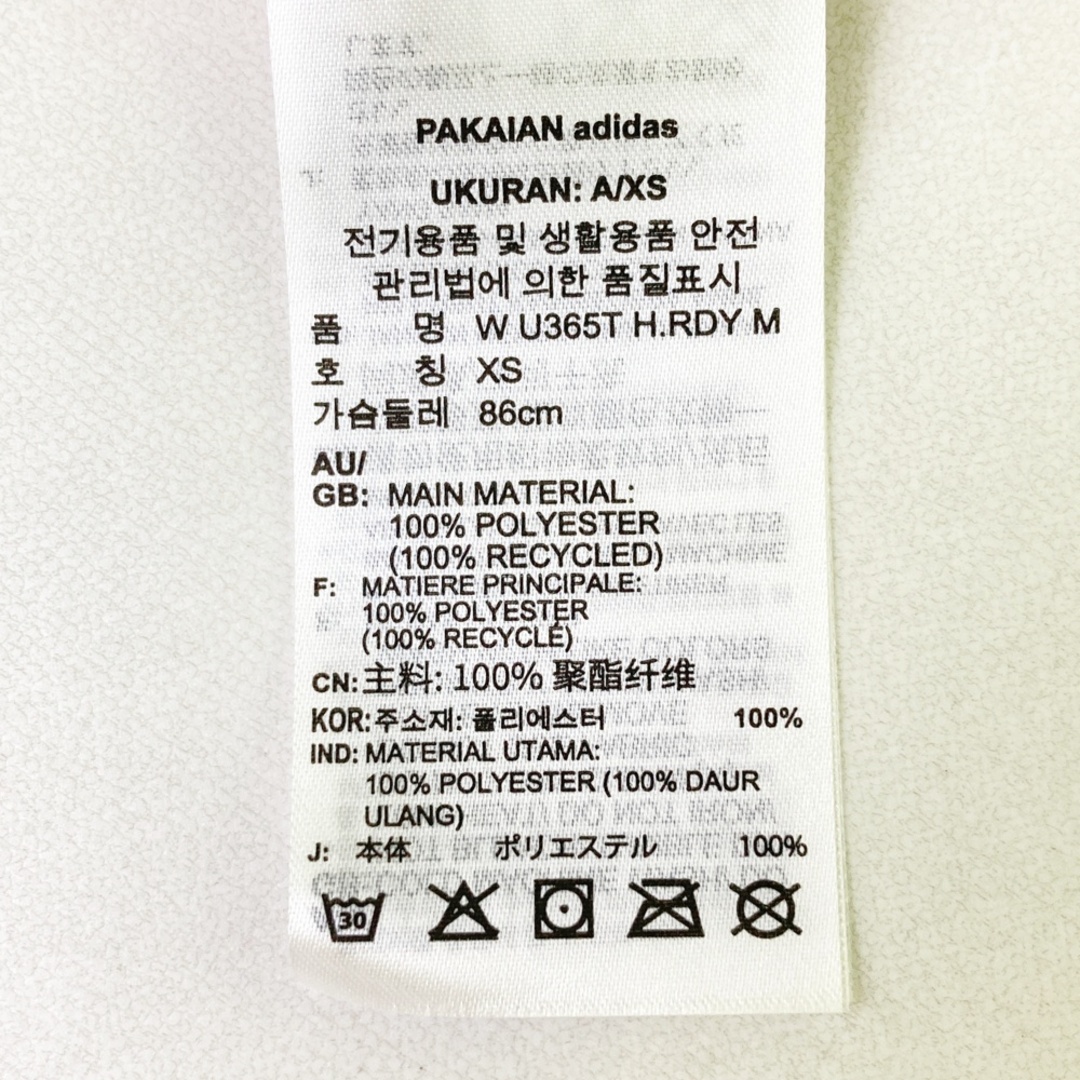 PAKAIAN adidas
UKURAN: A/XS
전기용품 및 생활용품 안전
관리법에 의한 품질표시
품 명 W U365T H.RDY M
호 칭 XS
가슴둘레 86cm
AU/
GB: MAIN MATERIAL:
100% POLYESTER
(100% RECYCLED)
F: MATIERE PRINCIPALE:
100% POLYESTER
(100% RECYCLÉ)
CN: 主料: 100% 聚酯纤维
KOR: 주소재: 폴리에스터 100%
IND: MATERIAL UTAMA:
100% POLYESTER (100% DAUR
ULANG)
J: 本体 ポリエステル 100%
30